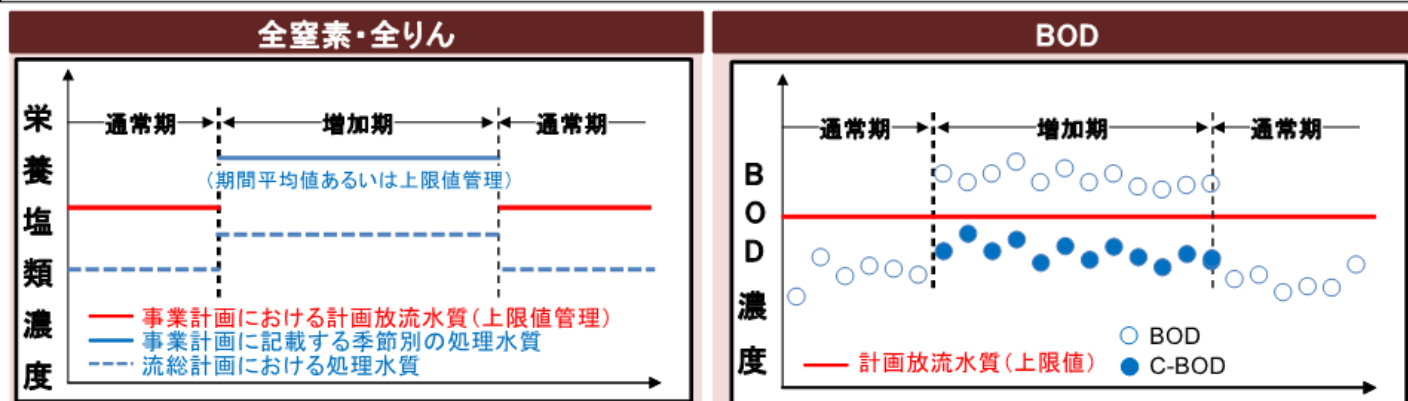 全窒素・全りん
栄養塩類濃度
通常期
増加期
通常期
(期間平均値あるいは上限値管理)
事業計画における計画放流水質(上限値管理)
事業計画に記載する季節別の処理水質
流総計画における処理水質
BOD
BOD濃度
通常期
増加期
通常期
計画放流水質(上限値)
BOD
C-BOD